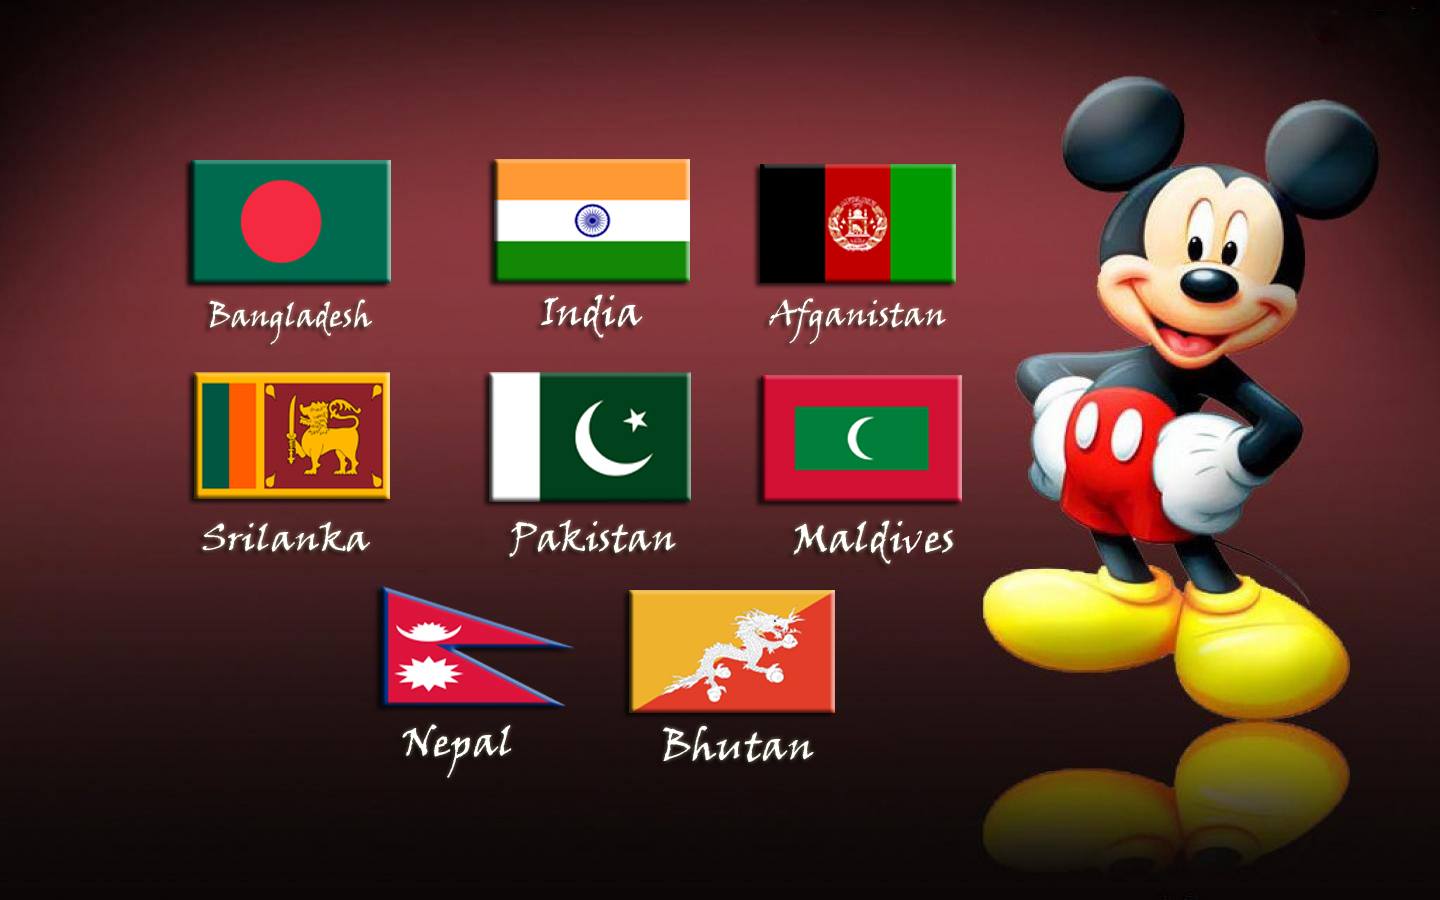 Bangladesh
India
Afganistan
Srilanka
Pakistan
Maldives
Nepal
Bhutan